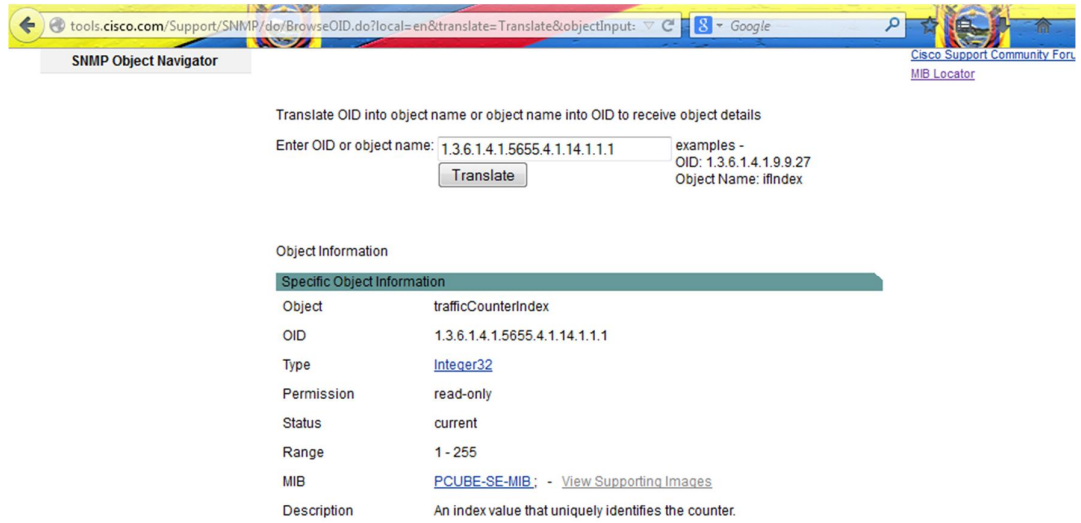 tools.cisco.com/Support/SNMP/do/BrowseOID.do?local=en&translate=Translate&objectInput: Google
SNMP Object Navigator
Cisco Support Community Foru
MIB Locator
Translate OID into object name or object name into OID to receive object details
Enter OID or object name: 1.3.6.1.4.1.5655.4.1.14.1.1.1 examples -
OID: 1.3.6.1.4.1.9.9.27
Translate
Object Name: ifIndex
Object Information
Specific Object Information
Object trafficCounterIndex
OID 1.3.6.1.4.1.5655.4.1.14.1.1.1
Type Integer32
Permission read-only
Status current
Range 1 - 255
MIB PCUBE-SE-MIB ; - View Supporting Images
Description An index value that uniquely identifies the counter.